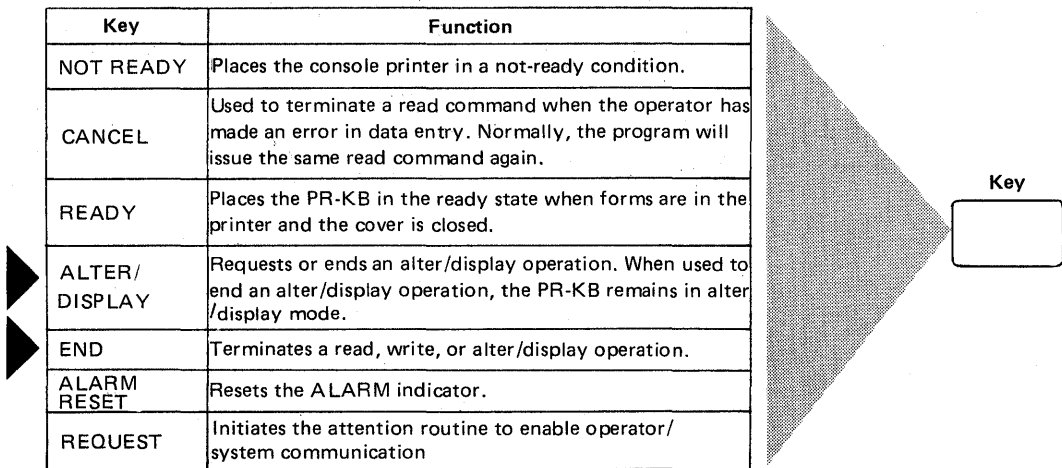 Key Function
NOT READY Places the console printer in a not-ready condition.
CANCEL Used to terminate a read command when the operator has
made an error in data entry. Normally, the program will
issue the same read command again.
READY Places the PR-KB in the ready state when forms are in the
printer and the cover is closed.
ALTER/
DISPLAY Requests or ends an alter/display operation. When used to
end an alter/display operation, the PR-KB remains in alter
/display mode.
END Terminates a read, write, or alter/display operation.
ALARM
RESET Resets the ALARM indicator.
REQUEST Initiates the attention routine to enable operator/
system communication
Key